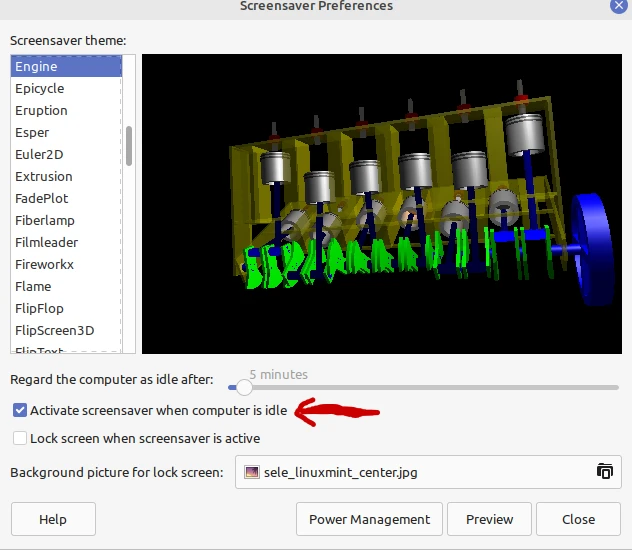 Screensaver Preferences
Screensaver theme:
Engine
Epicycle
Eruption
Esper
Euler2D
Extrusion
FadePlot
Fiberlamp
Filmleader
Fireworkx
Flame
FlipFlop
FlipScreen3D
FlipText
Regard the computer as idle after:
5 minutes
Activate screensaver when computer is idle
Lock screen when screensaver is active
Background picture for lock screen:
sele_linuxmint_center.jpg
Help
Power Management
Preview
Close